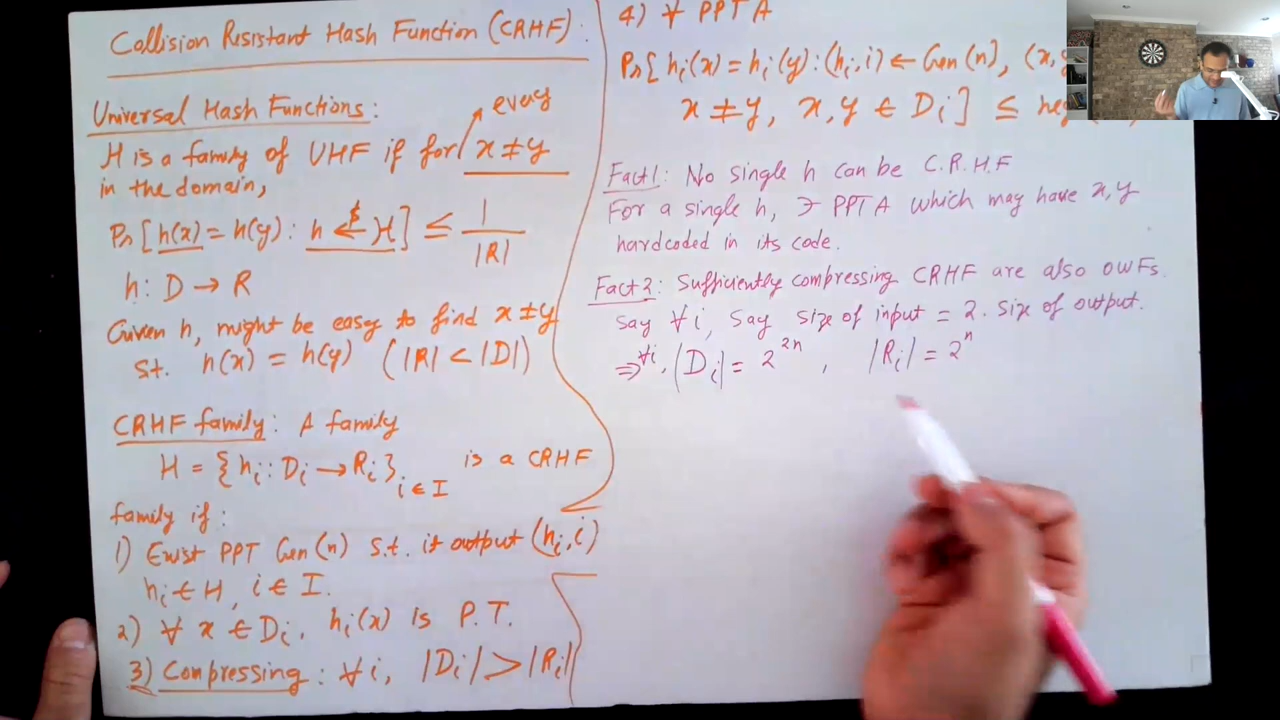 Collision Resistant Hash Function (CRHF):
Universal Hash Functions:
every
H is a family of UHF if for x ≠ y
in the domain,
Pr[ h(x) = h(y) : h ←$ H ] ≤ 1/|R|
h: D → R
Given h, might be easy to find x ≠ y
st. h(x) = h(y) (|R| < |D|)
CRHF family: A family
H = {hi : Di → Ri} i ∈ I is a CRHF
family if:
1) Exist PPT Gen(n) s.t. it output (hi, i)
hi ∈ H, i ∈ I.
2) ∀ x ∈ Di, hi(x) is P.T.
3) Compressing : ∀ i, |Di| > |Ri|
4) ∀ PPT A
Pr[ hi(x) = hi(y) : (hi, i) ← Gen(n), (x,
x ≠ y, x, y ∈ Di ] ≤
Fact 1: No single h can be C.R.H.F
For a single h, ∃ PPT A which may have x, y
hardcoded in its code.
Fact 2: Sufficiently compressing CRHF are also OWFs.
Say ∀ i, say size of input = 2. size of output.
⇒ ∀i, |Di| = 2^2n , |Ri| = 2^n